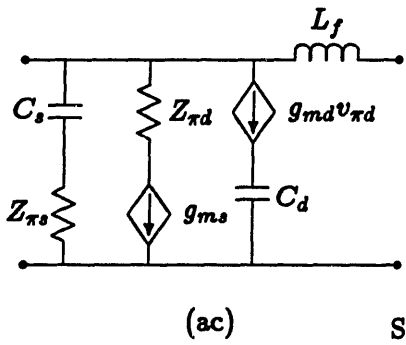 L_f
C_s
Z_πd
g_md v_πd
Z_πs
g_ms
C_d
(ac)
S